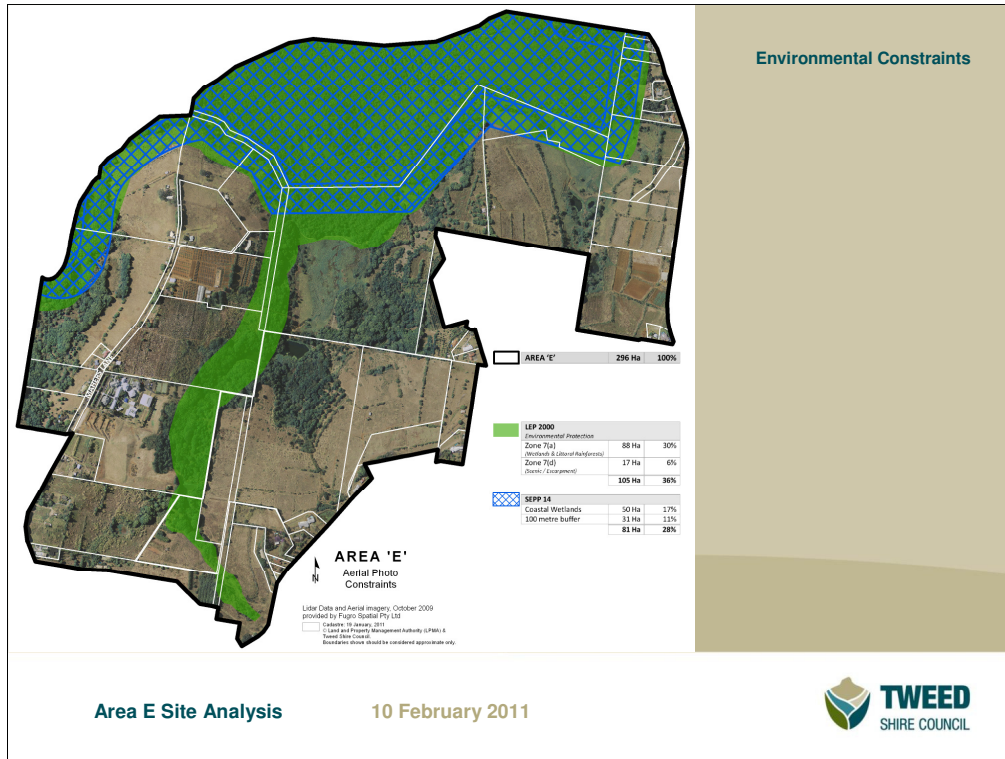 Environmental Constraints
MAHERS LANE
AREA 'E' 296 Ha 100%
LEP 2000
Environmental Protection
Zone 7(a) 88 Ha 30%
(Wetlands & Littoral Rainforests)
Zone 7(d) 17 Ha 6%
(Scenic / Escarpment)
105 Ha 36%
SEPP 14
Coastal Wetlands 50 Ha 17%
100 metre buffer 31 Ha 11%
81 Ha 28%
AREA 'E'
Aerial Photo
Constraints
N
Lidar Data and Aerial imagery, October 2009
provided by Fugro Spatial Pty Ltd
Cadastre: 19 January, 2011
© Land and Property Management Authority (LPMA) &
Tweed Shire Council.
Boundaries shown should be considered approximate only.
Area E Site Analysis 10 February 2011
TWEED
SHIRE COUNCIL